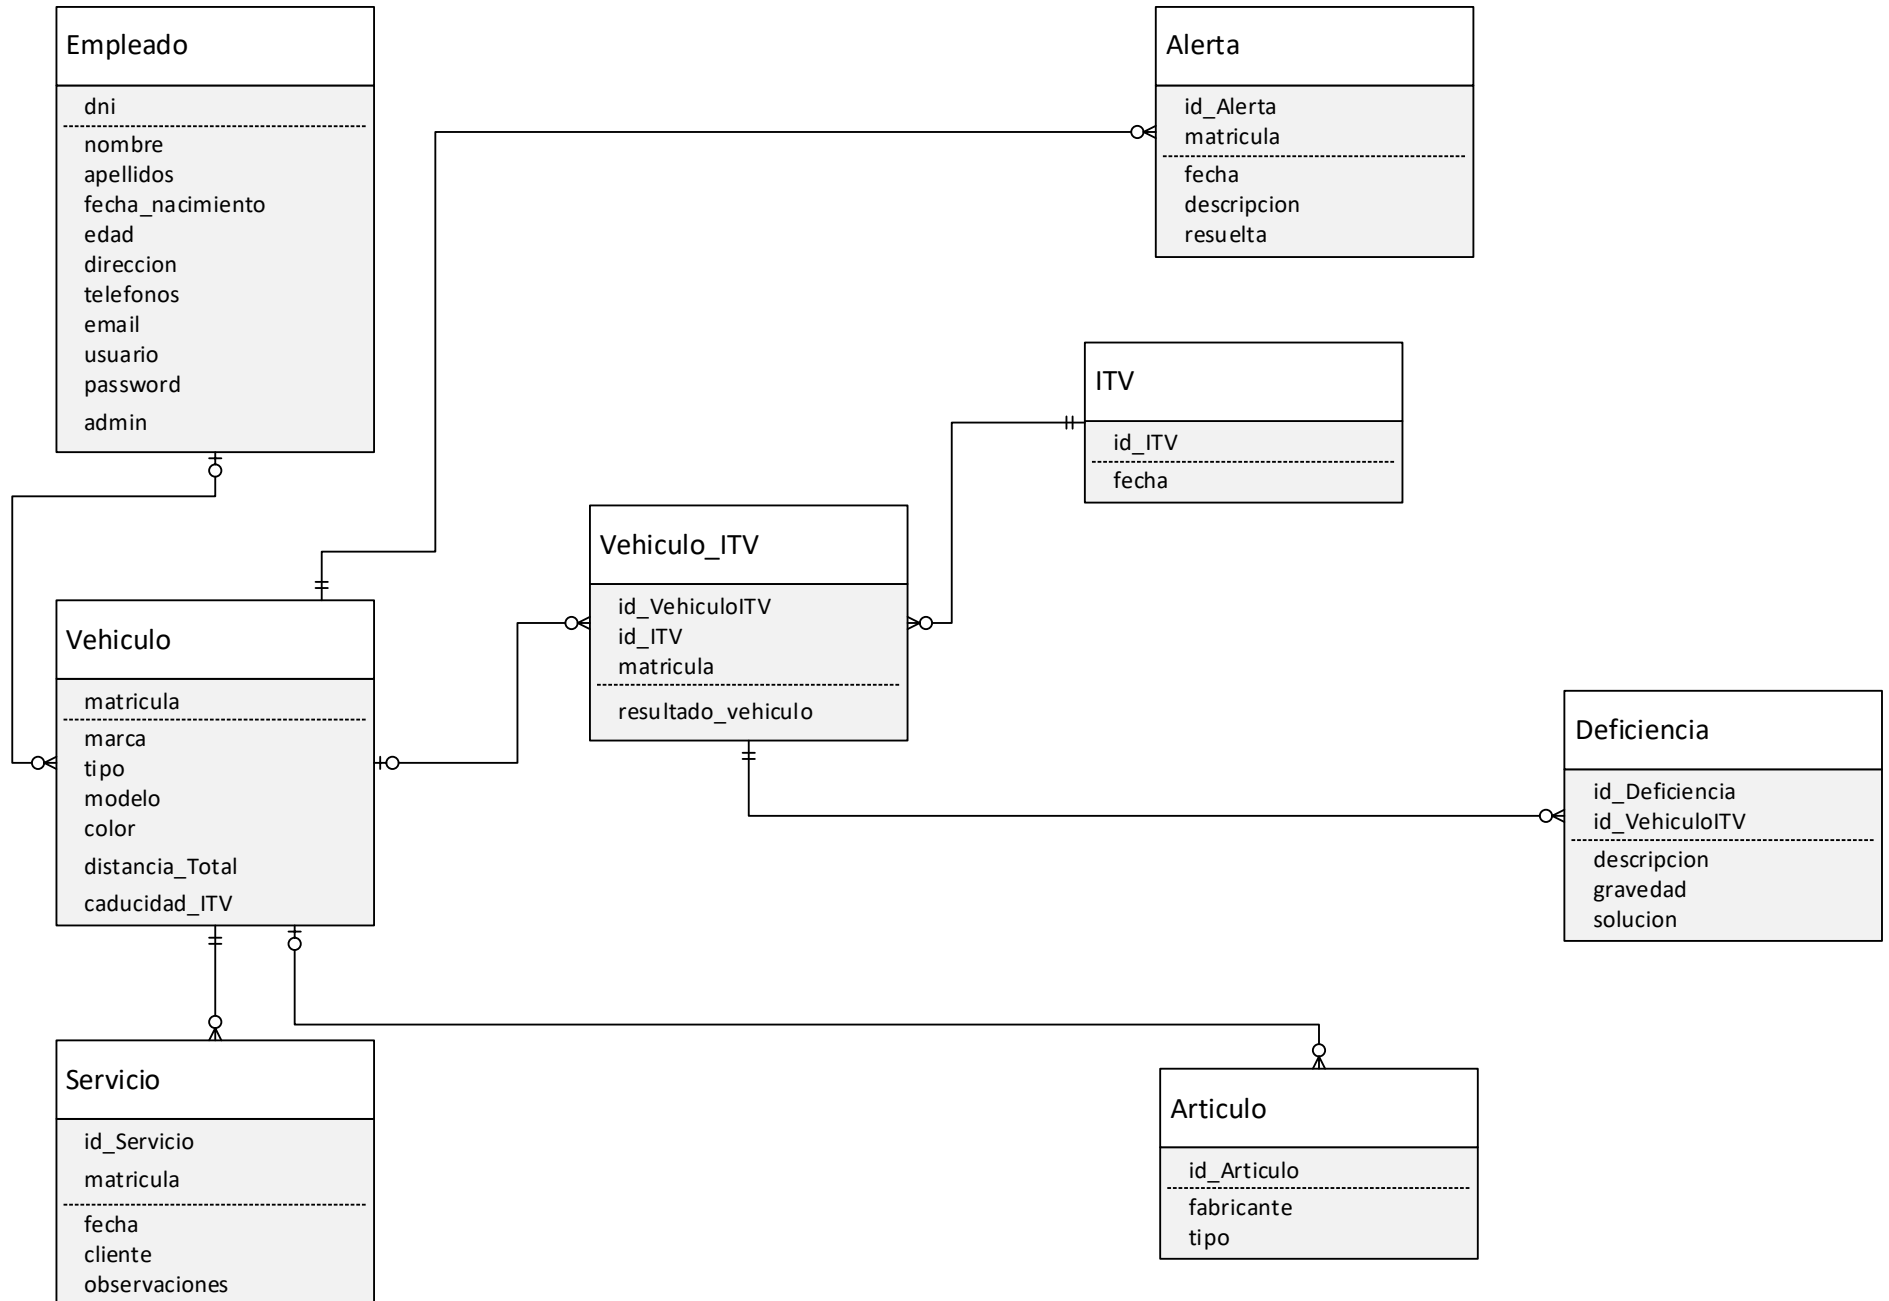 Empleado
dni
nombre
apellidos
fecha_nacimiento
edad
direccion
telefonos
email
usuario
password
admin
Alerta
id_Alerta
matricula
fecha
descripcion
resuelta
ITV
id_ITV
fecha
Vehiculo_ITV
id_VehiculoITV
id_ITV
matricula
resultado_vehiculo
Vehiculo
matricula
marca
tipo
modelo
color
distancia_Total
caducidad_ITV
Deficiencia
id_Deficiencia
id_VehiculoITV
descripcion
gravedad
solucion
Servicio
id_Servicio
matricula
fecha
cliente
observaciones
Articulo
id_Articulo
fabricante
tipo